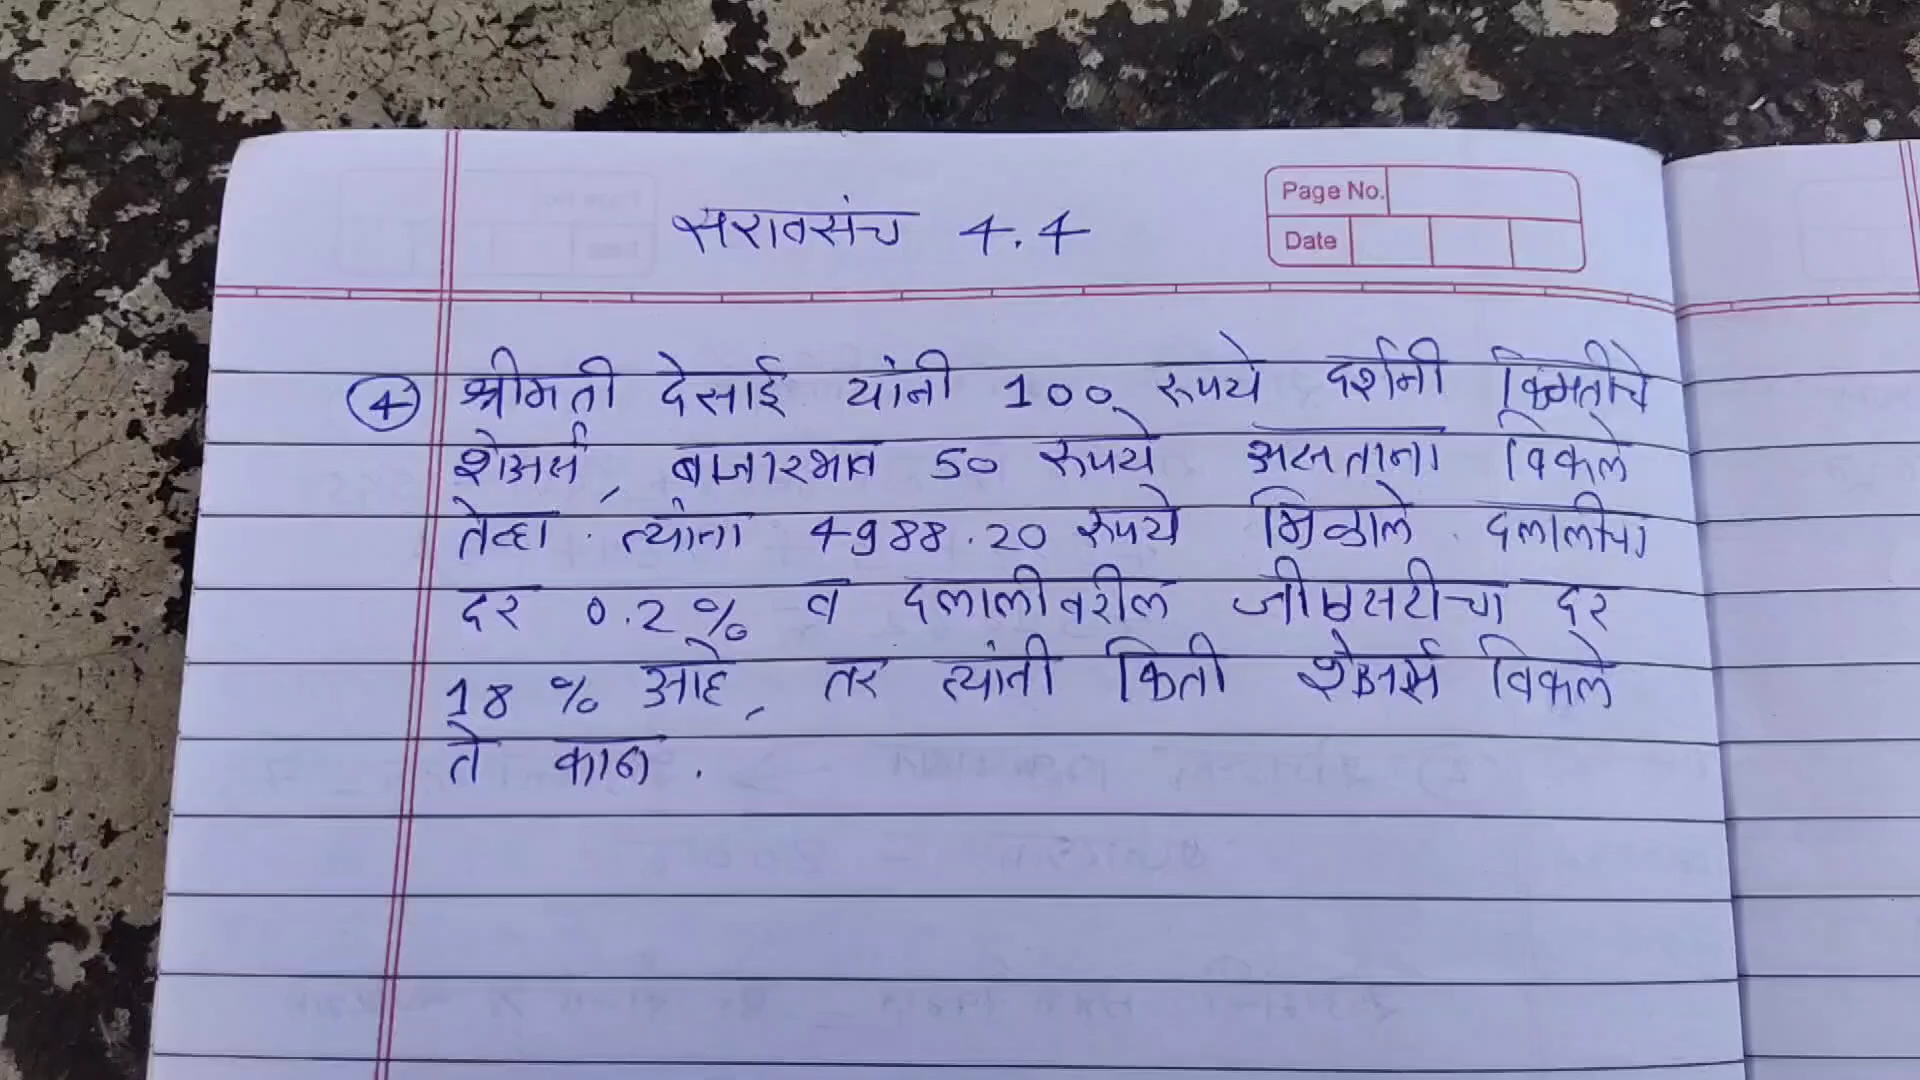 सरावसंच 4.4
Page No.
Date
④ श्रीमती देसाई यांनी 100 रुपये दर्शनी किंमतीचे
शेअर्स, बाजारभाव 50 रुपये असताना विकले
तेव्हा त्यांना 4988.20 रुपये मिळाले. दलालीचा
दर 0.2% व दलालीवरील जीएसटीचा दर
18 % आहे, तर त्यांनी किती शेअर्स विकले
ते काढा.